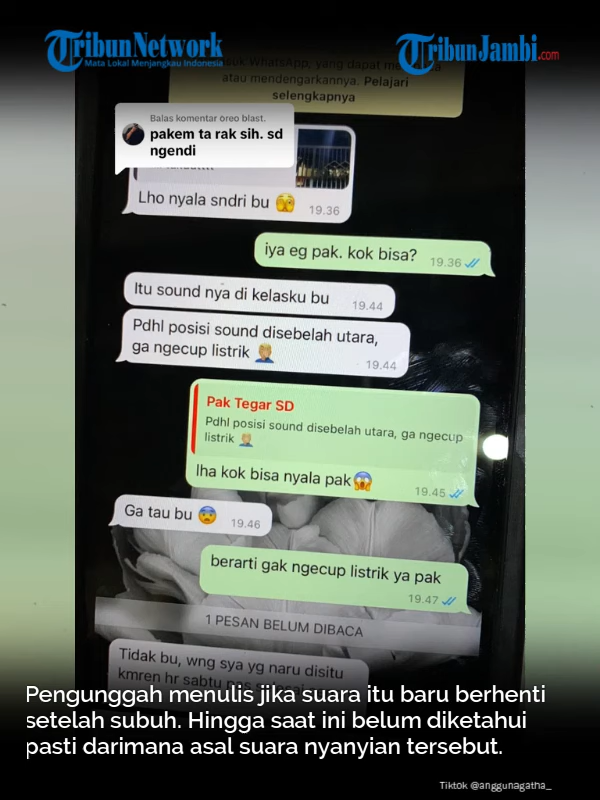 TribunNetwork
Mata Lokal Menjangkau Indonesia
TribunJambi.com
WhatsApp, yang dapat
atau mendengarkannya. Pelajari
selengkapnya
Balas komentar oreo blast.
pakem ta rak sih. sd
ngendi
Lho nyala sndri bu 🫣
19.36
iya eg pak. kok bisa?
19.36
Itu sound nya di kelasku bu
19.44
Pdhl posisi sound disebelah utara,
ga ngecup listrik 🤦🏼‍♂️
19.44
Pak Tegar SD
Pdhl posisi sound disebelah utara, ga ngecup
listrik 🤦🏼‍♂️
lha kok bisa nyala pak😱
19.45
Ga tau bu 😨
19.46
berarti gak ngecup listrik ya pak
19.47
1 PESAN BELUM DIBACA
Tidak bu, wng sya yg naru disitu
kmren hr sabtu
Pengunggah menulis jika suara itu baru berhenti
setelah subuh. Hingga saat ini belum diketahui
pasti darimana asal suara nyanyian tersebut.
Tiktok @anggunagatha_